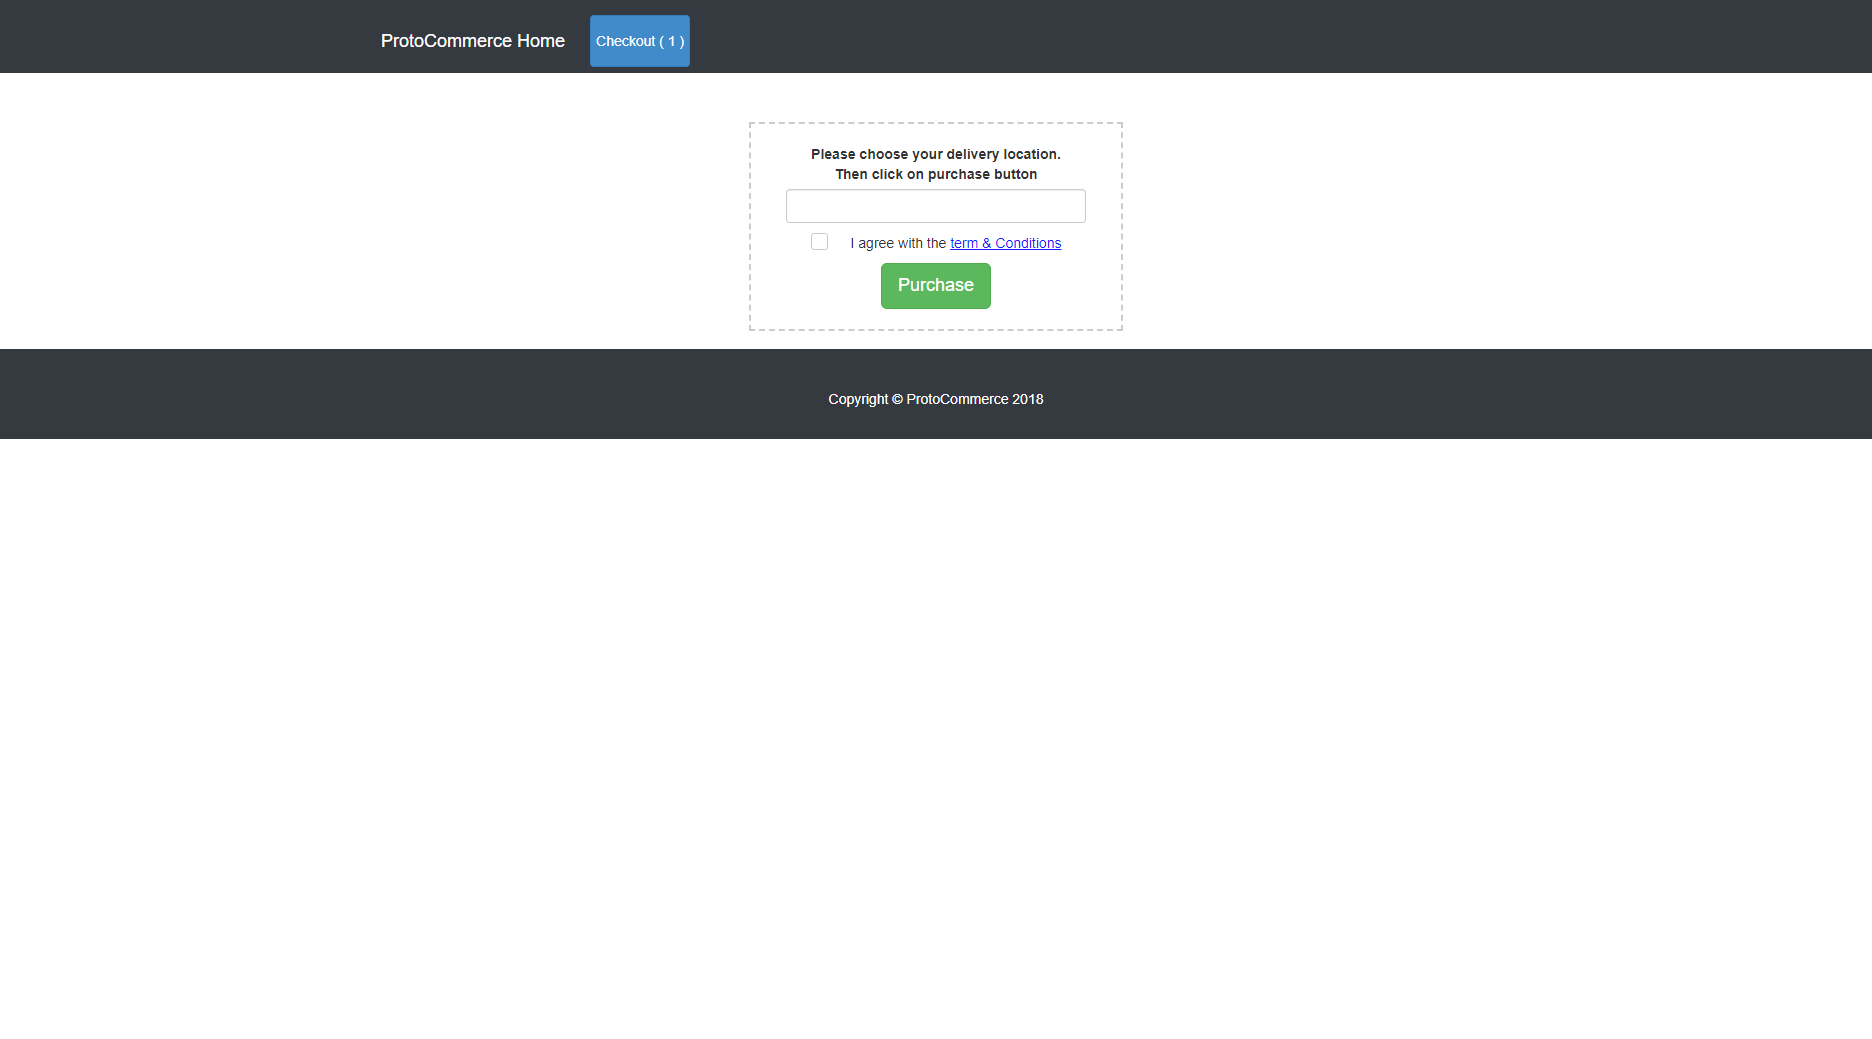 ProtoCommerce Home
Checkout ( 1 )
Please choose your delivery location.
Then click on purchase button
I agree with the term & Conditions
Purchase
Copyright © ProtoCommerce 2018